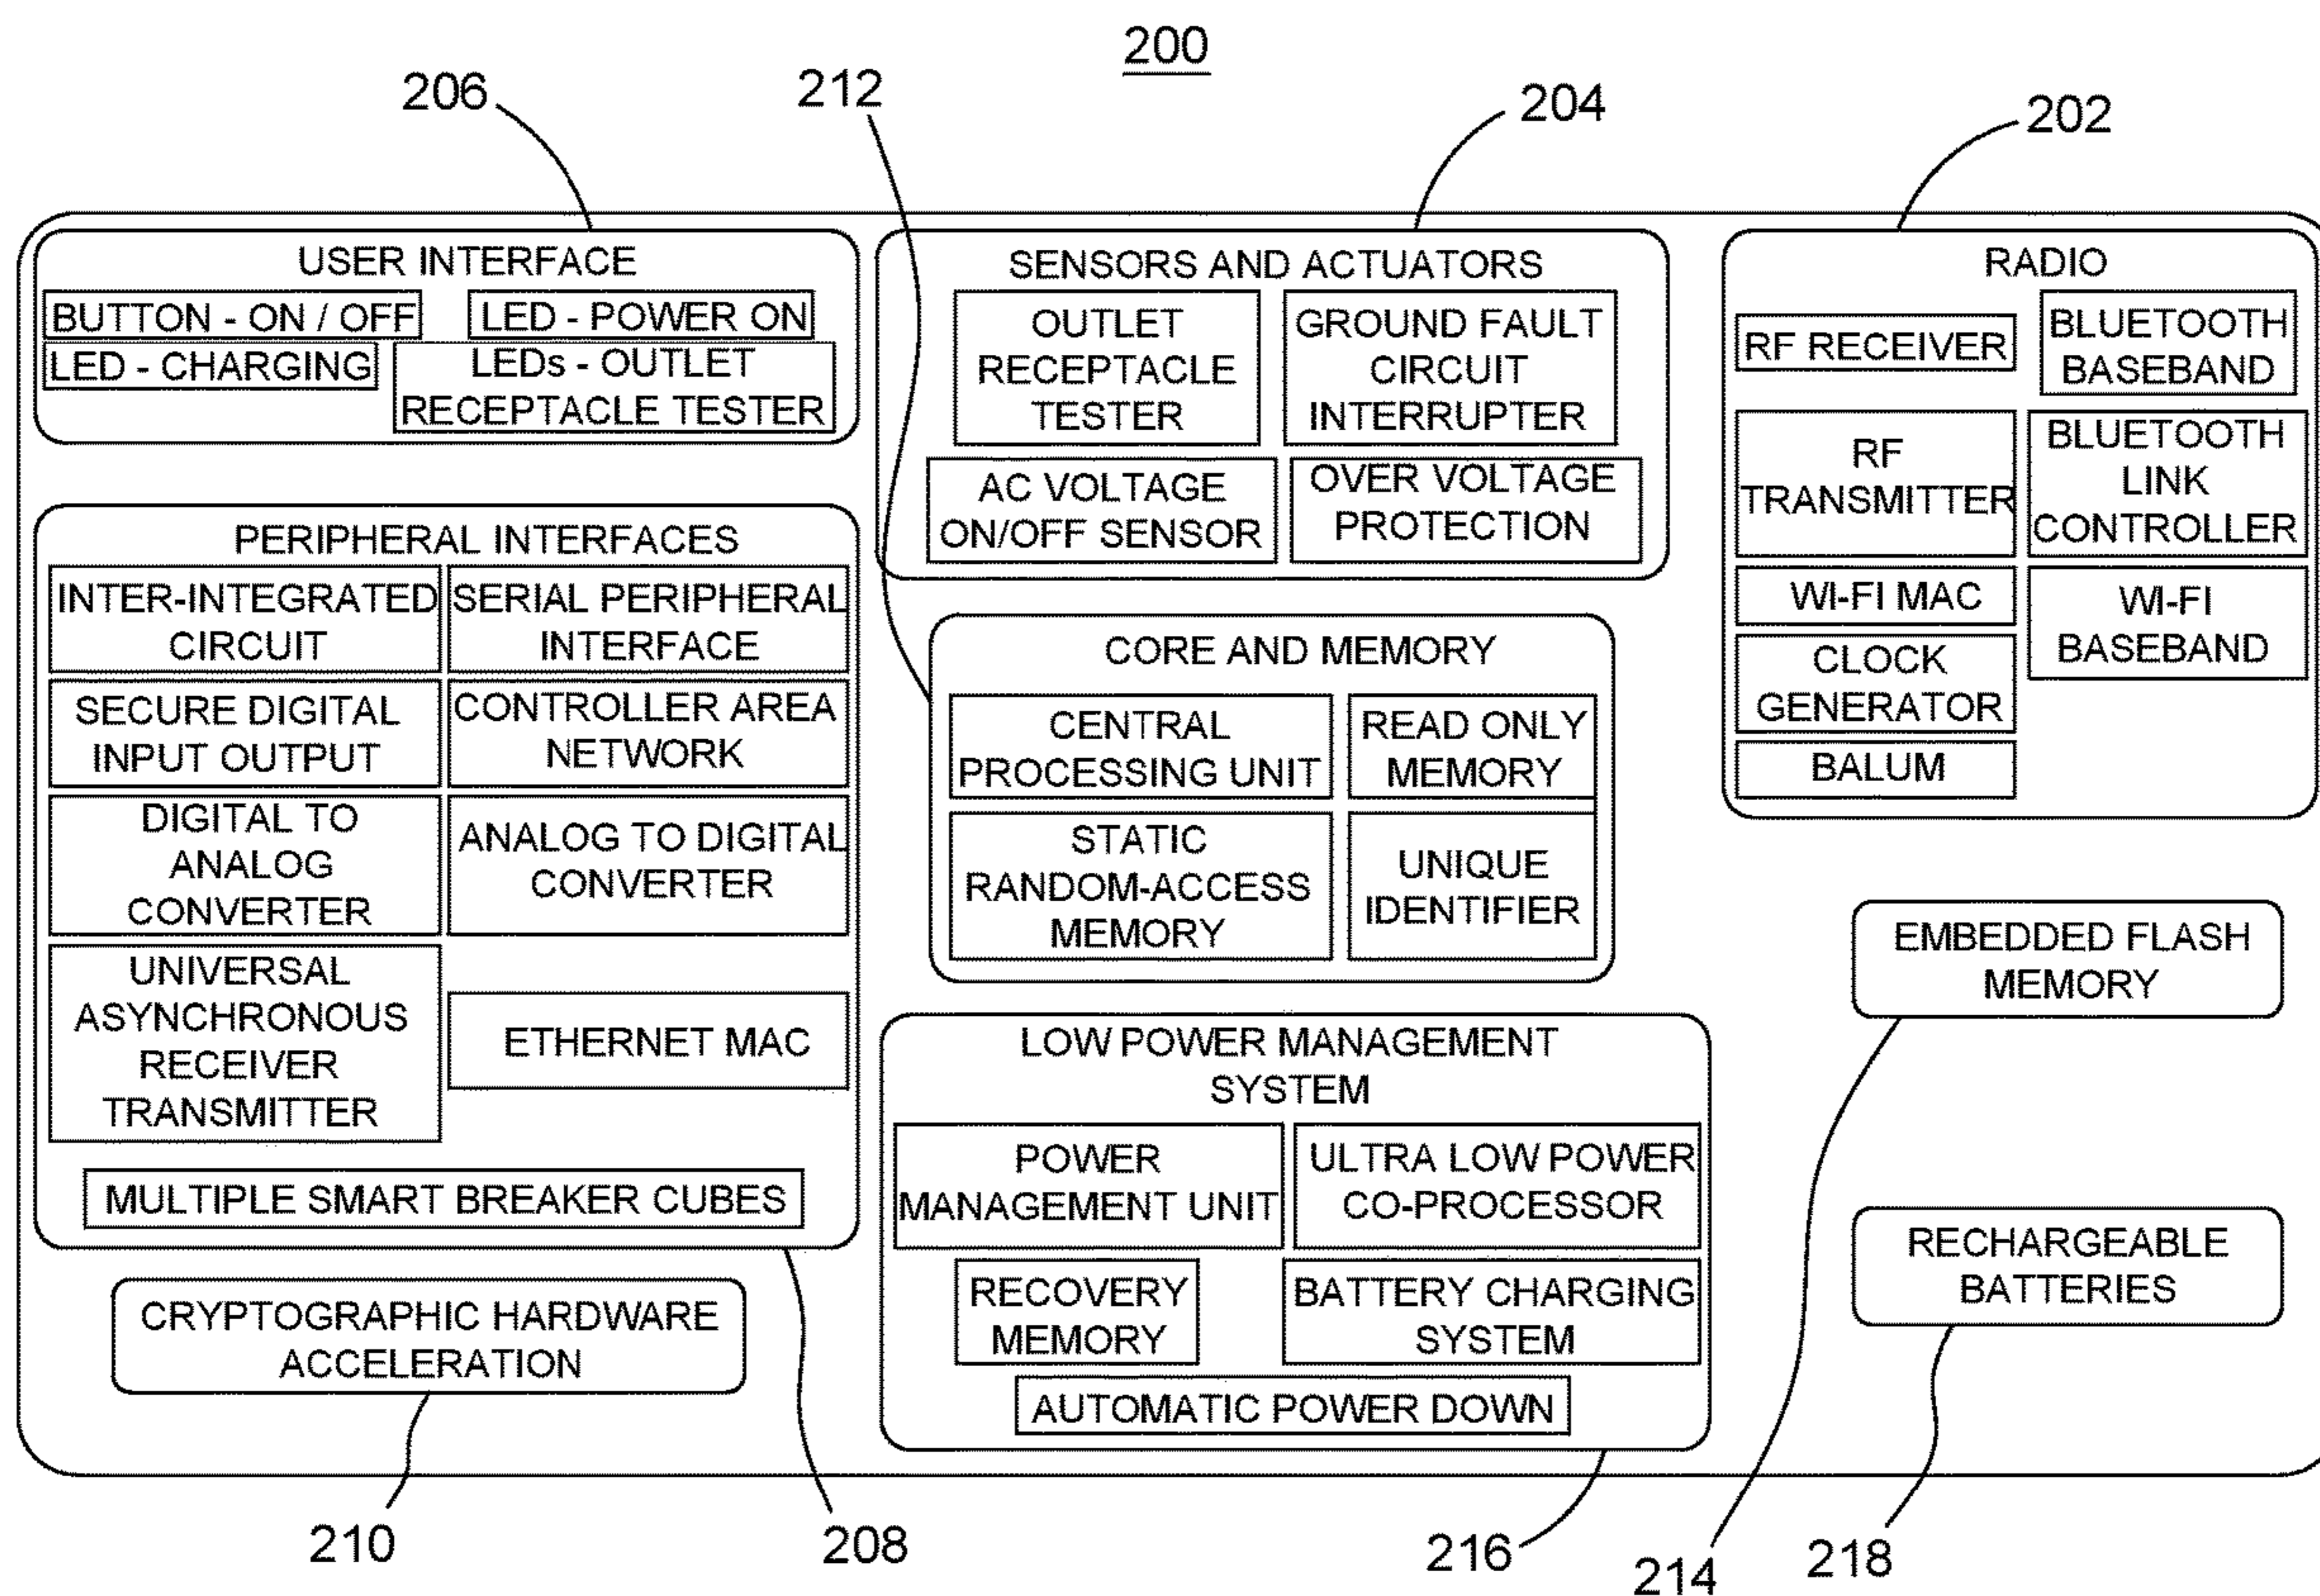 200
206
212
204
202
USER INTERFACE
BUTTON - ON / OFF
LED - POWER ON
LED - CHARGING
LEDs - OUTLET
RECEPTACLE TESTER
SENSORS AND ACTUATORS
OUTLET
RECEPTACLE
TESTER
GROUND FAULT
CIRCUIT
INTERRUPTER
AC VOLTAGE
ON/OFF SENSOR
OVER VOLTAGE
PROTECTION
RADIO
RF RECEIVER
BLUETOOTH
BASEBAND
RF
TRANSMITTER
BLUETOOTH
LINK
CONTROLLER
WI-FI MAC
WI-FI
BASEBAND
CLOCK
GENERATOR
BALUM
PERIPHERAL INTERFACES
INTER-INTEGRATED
CIRCUIT
SERIAL PERIPHERAL
INTERFACE
SECURE DIGITAL
INPUT OUTPUT
CONTROLLER AREA
NETWORK
DIGITAL TO
ANALOG
CONVERTER
ANALOG TO DIGITAL
CONVERTER
UNIVERSAL
ASYNCHRONOUS
RECEIVER
TRANSMITTER
ETHERNET MAC
MULTIPLE SMART BREAKER CUBES
CORE AND MEMORY
CENTRAL
PROCESSING UNIT
READ ONLY
MEMORY
STATIC
RANDOM-ACCESS
MEMORY
UNIQUE
IDENTIFIER
EMBEDDED FLASH
MEMORY
LOW POWER MANAGEMENT
SYSTEM
POWER
MANAGEMENT UNIT
ULTRA LOW POWER
CO-PROCESSOR
RECOVERY
MEMORY
BATTERY CHARGING
SYSTEM
AUTOMATIC POWER DOWN
RECHARGEABLE
BATTERIES
CRYPTOGRAPHIC HARDWARE
ACCELERATION
210
208
216
214
218